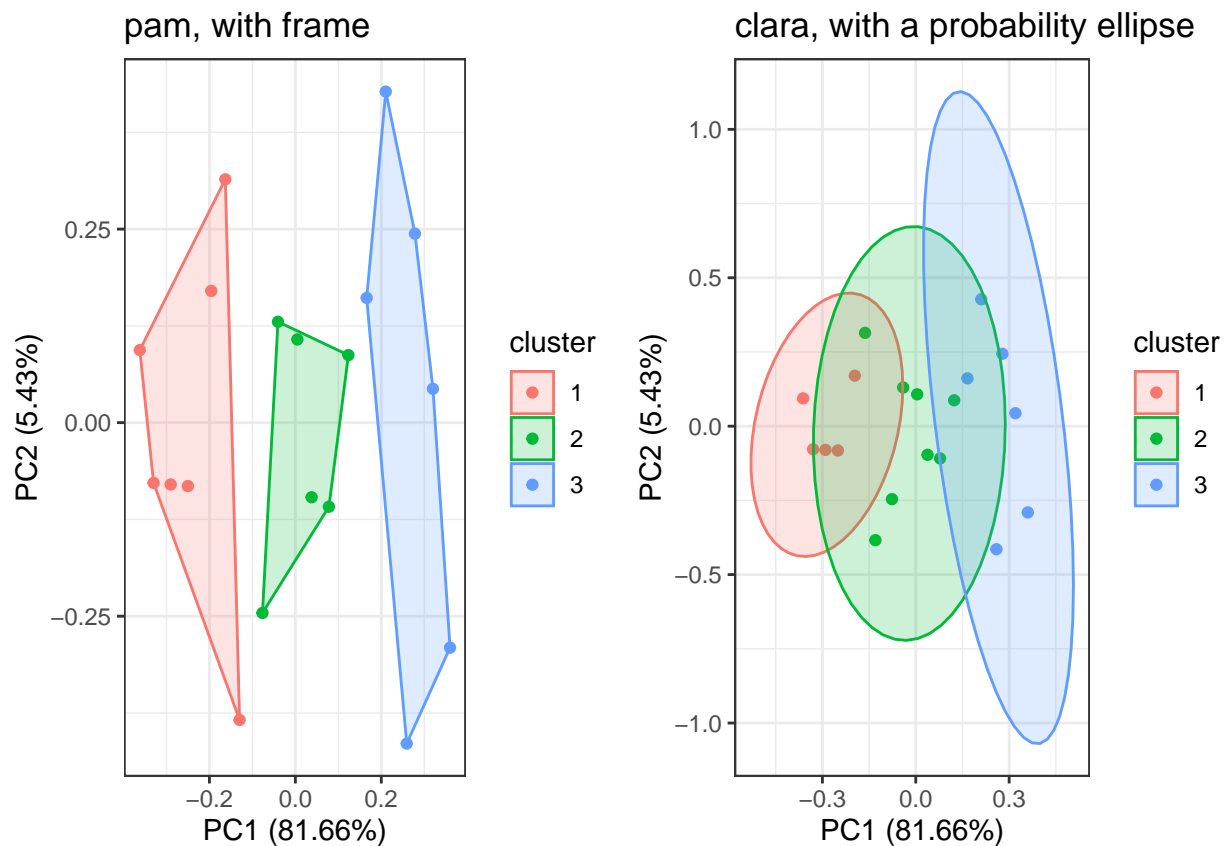 pam, with frame
0.25
0.00
−0.25
−0.2
0.0
0.2
PC1 (81.66%)
PC2 (5.43%)
cluster
1
2
3
clara, with a probability ellipse
1.0
0.5
0.0
−0.5
−1.0
−0.3
0.0
0.3
PC1 (81.66%)
PC2 (5.43%)
cluster
1
2
3